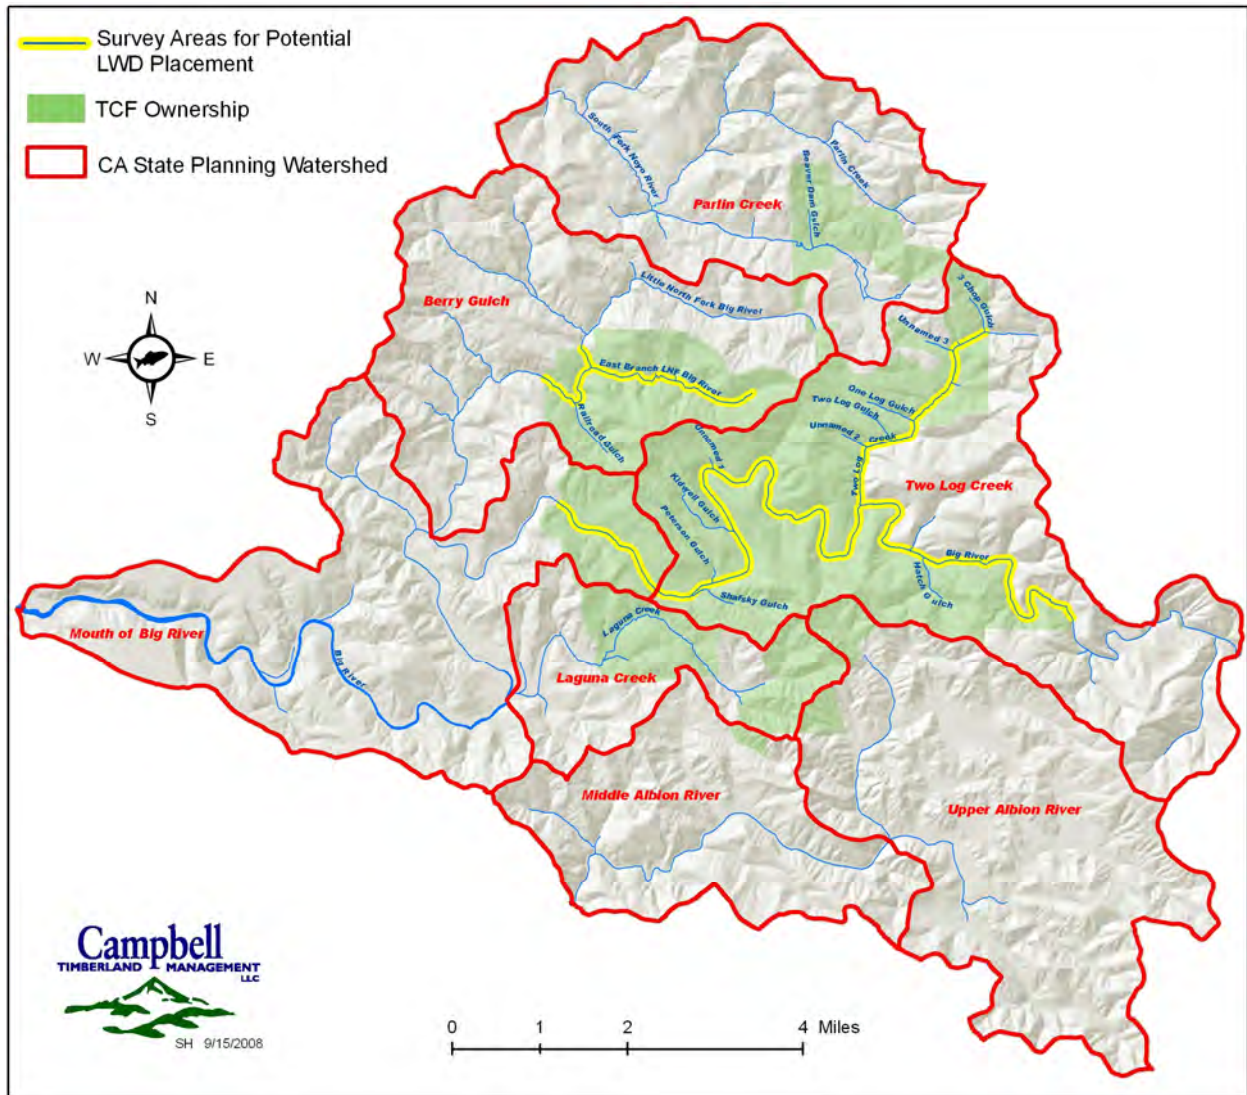 Survey Areas for Potential
LWD Placement
TCF Ownership
CA State Planning Watershed
South Fork Noyo River
Parlin Creek
Beaver Dam Gulch
Parlin Creek
Berry Gulch
Little North Fork Big River
3 Chop Gulch
Unnamed 3
N
W
E
S
East Branch LNF Big River
Railroad Gulch
One Log Gulch
Two Log Gulch
Unnamed 2
Two Log Creek
Unnamed 1
Two Log Creek
Kidwell Gulch
Peterson Gulch
Big River
Hatch Gulch
Shafsky Gulch
Laguna Creek
Mouth of Big River
Big River
Laguna Creek
Middle Albion River
Upper Albion River
Campbell
TIMBERLAND MANAGEMENT
LLC
SH 9/15/2008
0 1 2 4 Miles